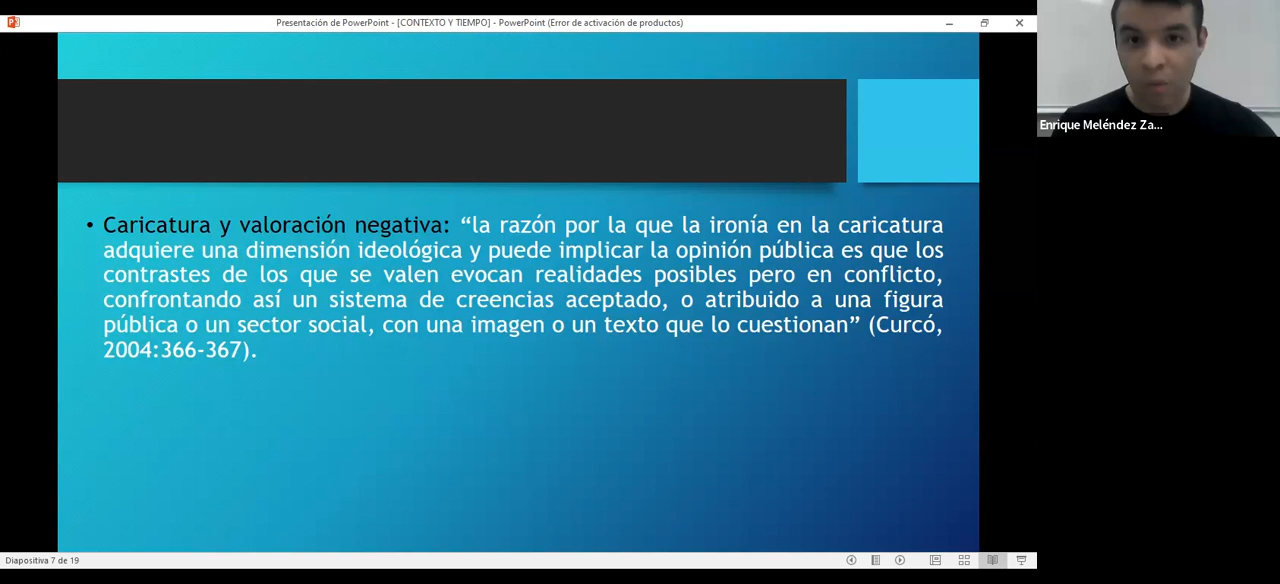 Presentación de PowerPoint - [CONTEXTO Y TIEMPO] - PowerPoint (Error de activación de productos)
Enrique Meléndez Za...
• Caricatura y valoración negativa: “la razón por la que la ironía en la caricatura
adquiere una dimensión ideológica y puede implicar la opinión pública es que los
contrastes de los que se valen evocan realidades posibles pero en conflicto,
confrontando así un sistema de creencias aceptado, o atribuido a una figura
pública o un sector social, con una imagen o un texto que lo cuestionan” (Curcó,
2004:366-367).
Diapositiva 7 de 19